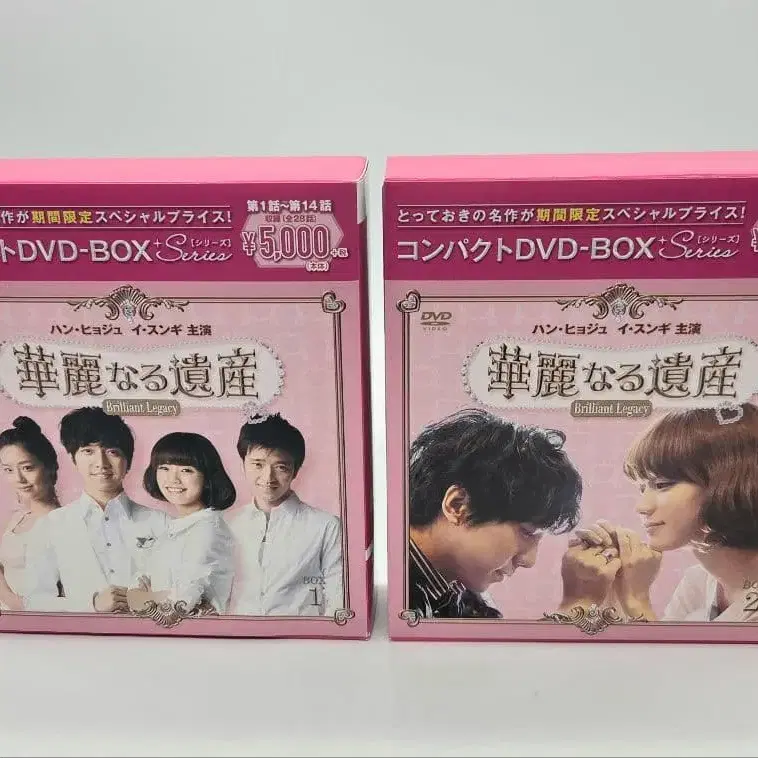 作が期間限定スペシャルプライス!
トDVD-BOX Series [シリーズ]
第1話~第14話
収録(全28話)
¥5,000+税
(本体)
ハン・ヒョジュ イ・スンギ 主演
華麗なる遺産
Brilliant Legacy
BOX
1
とっておきの名作が期間限定スペシャルプライス!
コンパクトDVD-BOX Series [シリーズ]
DVD
VIDEO
ハン・ヒョジュ イ・スンギ 主演
華麗なる遺産
Brilliant Legacy
2